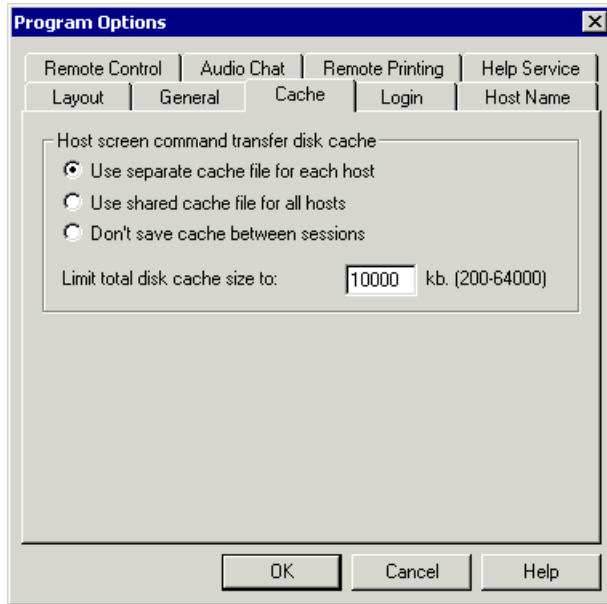 Program Options
Remote Control Audio Chat Remote Printing Help Service
Layout General Cache Login Host Name
Host screen command transfer disk cache
Use separate cache file for each host
Use shared cache file for all hosts
Don't save cache between sessions
Limit total disk cache size to: 10000 kb. (200-64000)
OK Cancel Help